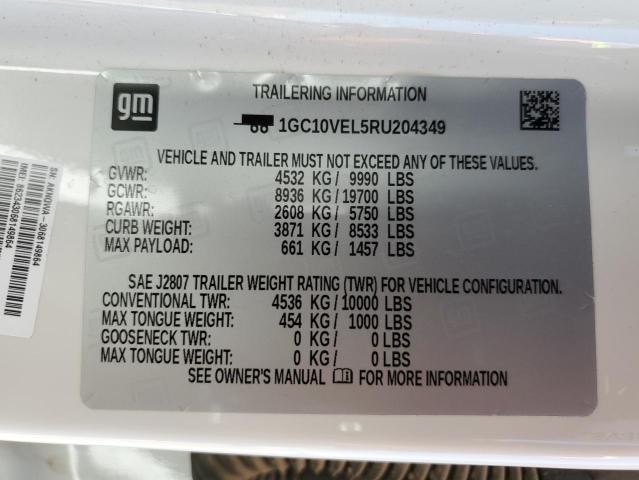 gm
TRAILERING INFORMATION
1GC10VEL5RU204349
VEHICLE AND TRAILER MUST NOT EXCEED ANY OF THESE VALUES.
GVWR: 4532 KG/ 9990 LBS
GCWR: 8936 KG/19700 LBS
RGAWR: 2608 KG/ 5750 LBS
CURB WEIGHT: 3871 KG/ 8533 LBS
MAX PAYLOAD: 661 KG/ 1457 LBS
SAE J2807 TRAILER WEIGHT RATING (TWR) FOR VEHICLE CONFIGURATION.
CONVENTIONAL TWR: 4536 KG/10000 LBS
MAX TONGUE WEIGHT: 454 KG/ 1000 LBS
GOOSENECK TWR: 0 KG/ 0 LBS
MAX TONGUE WEIGHT: 0 KG/ 0 LBS
SEE OWNER'S MANUAL FOR MORE INFORMATION